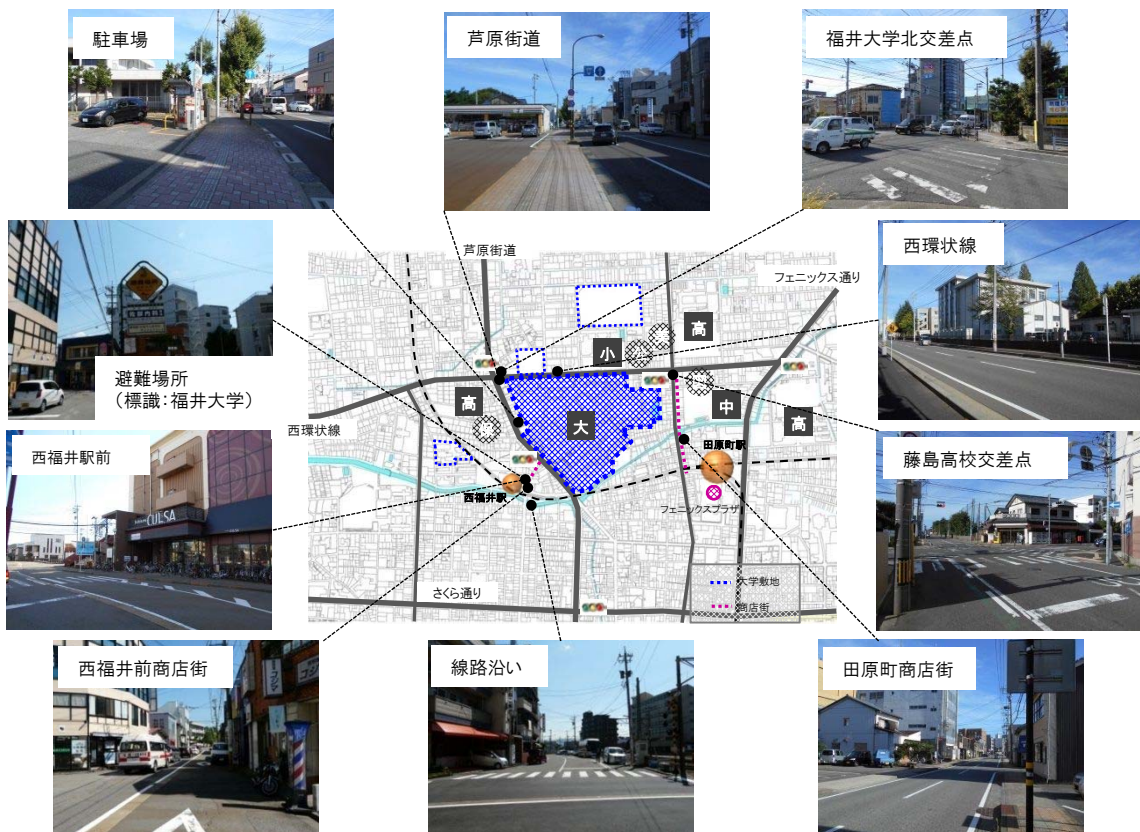 駐車場
芦原街道
福井大学北交差点
避難場所
(標識:福井大学)
西環状線
西福井駅前
CULSA
藤島高校交差点
西福井前商店街
線路沿い
田原町商店街
芦原街道
フェニックス通り
高
小
高
中
高
大
西環状線
田原町駅
西福井駅
フェニックスプラザ
さくら通り
大学敷地
商店街